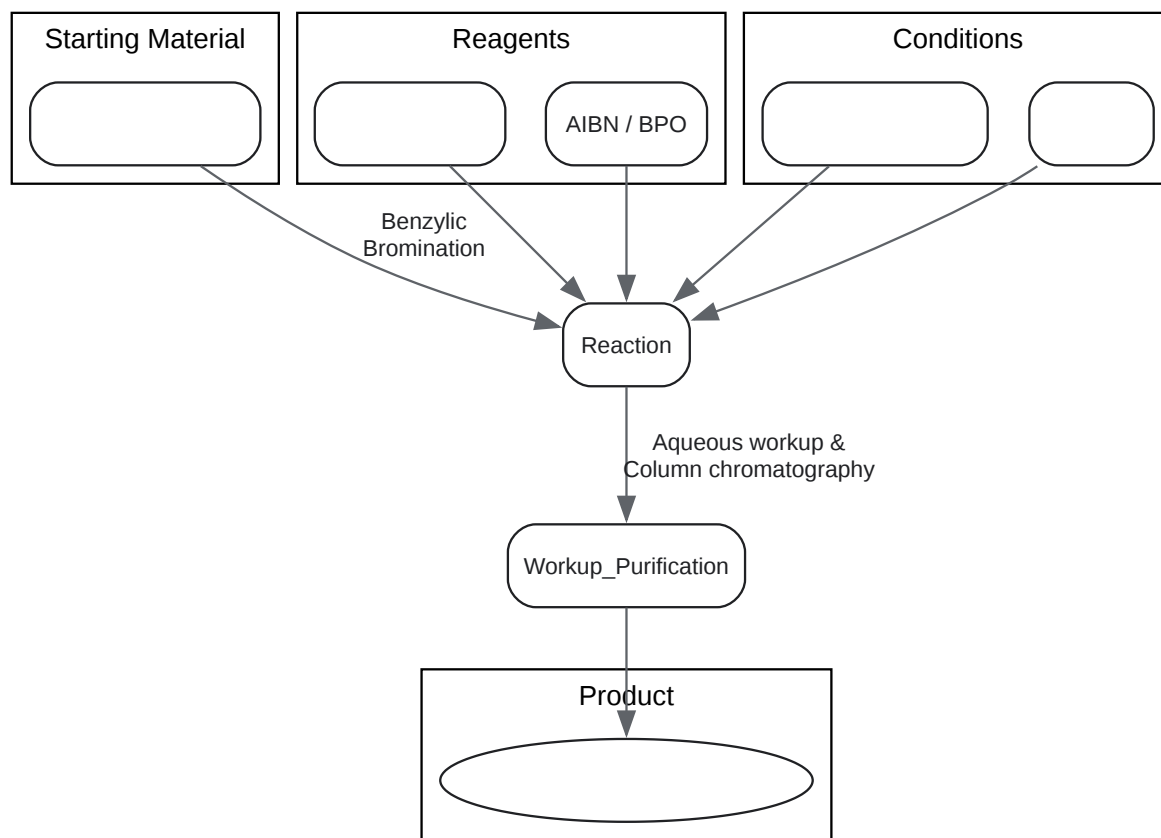 Starting Material
Reagents
Conditions
AIBN / BPO
Benzylic
Bromination
Reaction
Aqueous workup &
Column chromatography
Workup_Purification
Product